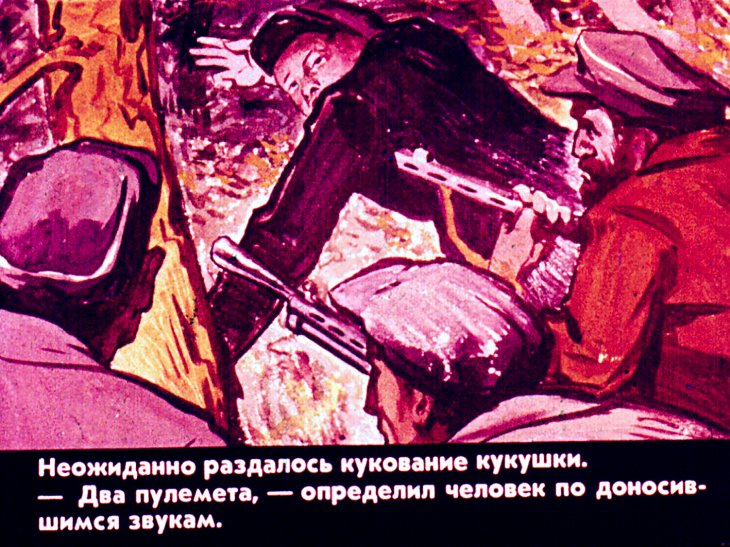 Неожиданно раздалось кукование кукушки.
— Два пулемета, — определил человек по доносив-
шимся звукам.